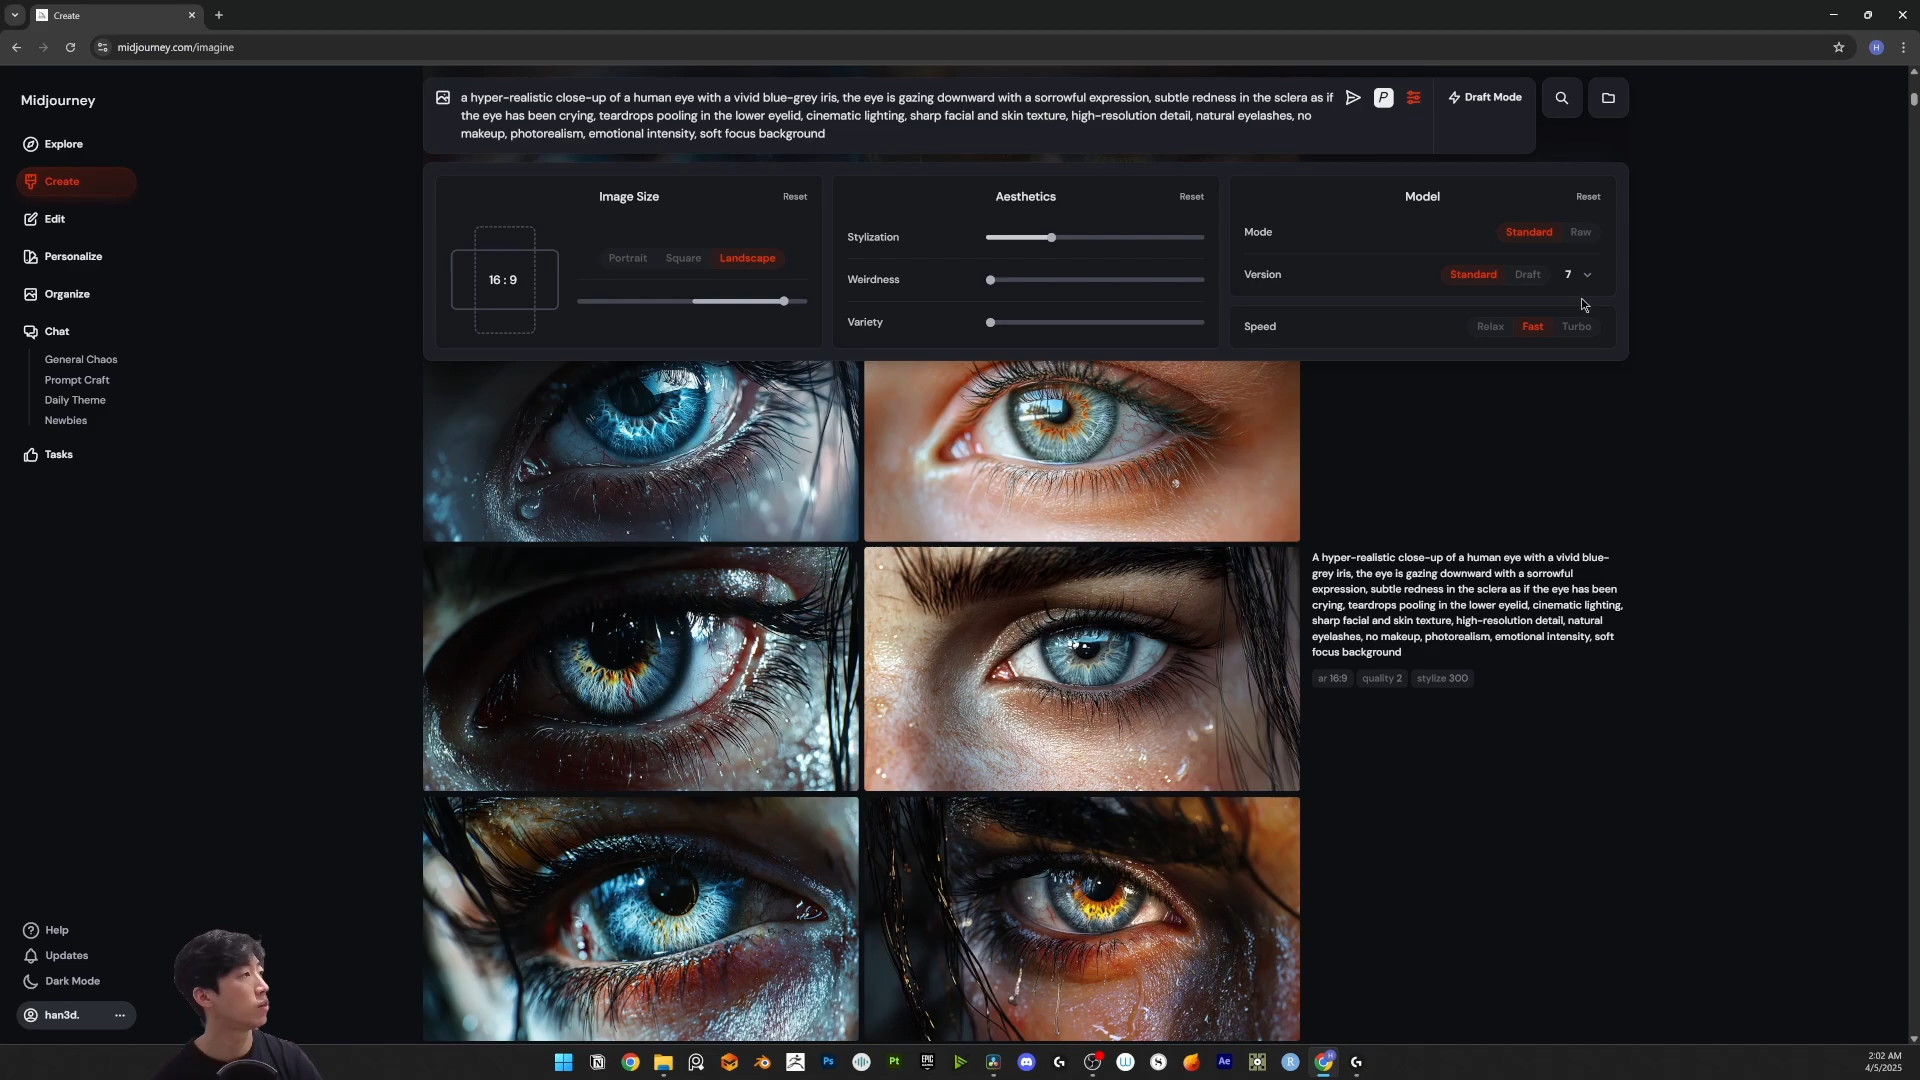 Create
midjourney.com/imagine
H
Midjourney
Explore
Create
Edit
Personalize
Organize
Chat
General Chaos
Prompt Craft
Daily Theme
Newbies
Tasks
Help
Updates
Dark Mode
han3d.
a hyper-realistic close-up of a human eye with a vivid blue-grey iris, the eye is gazing downward with a sorrowful expression, subtle redness in the sclera as if
the eye has been crying, teardrops pooling in the lower eyelid, cinematic lighting, sharp facial and skin texture, high-resolution detail, natural eyelashes, no
makeup, photorealism, emotional intensity, soft focus background
P
Draft Mode
Image Size
Reset
16 : 9
Portrait Square Landscape
Aesthetics
Reset
Stylization
Weirdness
Variety
Model
Reset
Mode
Standard Raw
Version
Standard Draft 7
Speed
Relax Fast Turbo
A hyper-realistic close-up of a human eye with a vivid blue-
grey iris, the eye is gazing downward with a sorrowful
expression, subtle redness in the sclera as if the eye has been
crying, teardrops pooling in the lower eyelid, cinematic lighting,
sharp facial and skin texture, high-resolution detail, natural
eyelashes, no makeup, photorealism, emotional intensity, soft
focus background
ar 16:9 quality 2 stylize 300
Ps
Pt
EPIC
GAMES
W
S
Ae
R
2:02 AM
4/5/2025